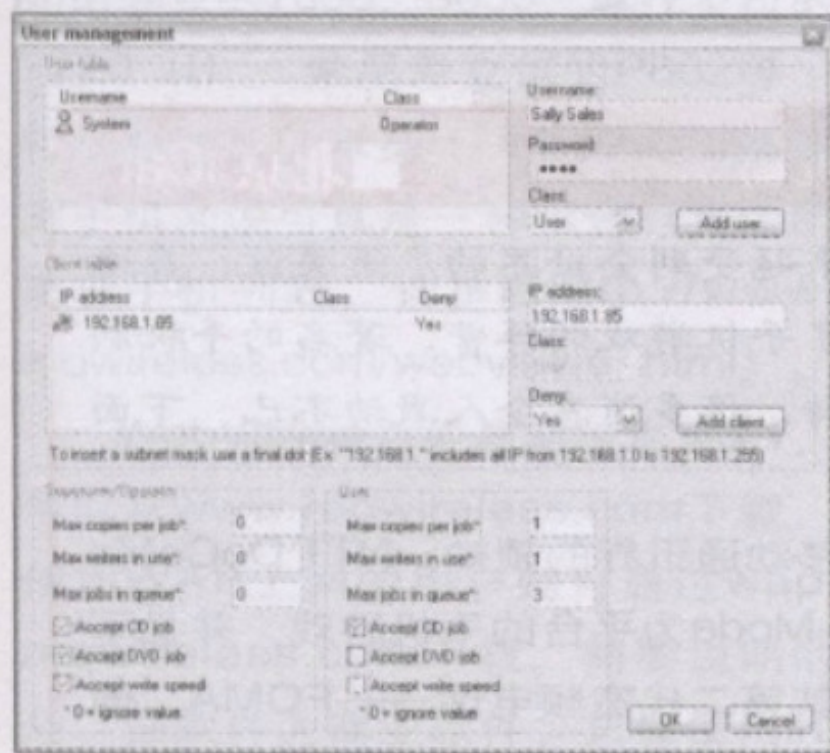 User management
User table
Username Class
System Operator
Username:
Sally Sales
Password:
••••
Class:
User
Add user
Client table
IP address Class Deny
192.168.1.85 Yes
IP address:
192.168.1.85
Class:
Deny:
Yes
Add client
To insert a subnet mask use a final dot (Ex: "192.168.1." includes all IP from 192.168.1.0 to 192.168.1.255)
/Operator
Max copies per job*: 0
Max writers in use*: 0
Max jobs in queue*: 0
Accept CD job
Accept DVD job
Accept write speed
* 0 = ignore value
User
Max copies per job*: 1
Max writers in use*: 1
Max jobs in queue*: 3
Accept CD job
Accept DVD job
Accept write speed
* 0 = ignore value
OK Cancel